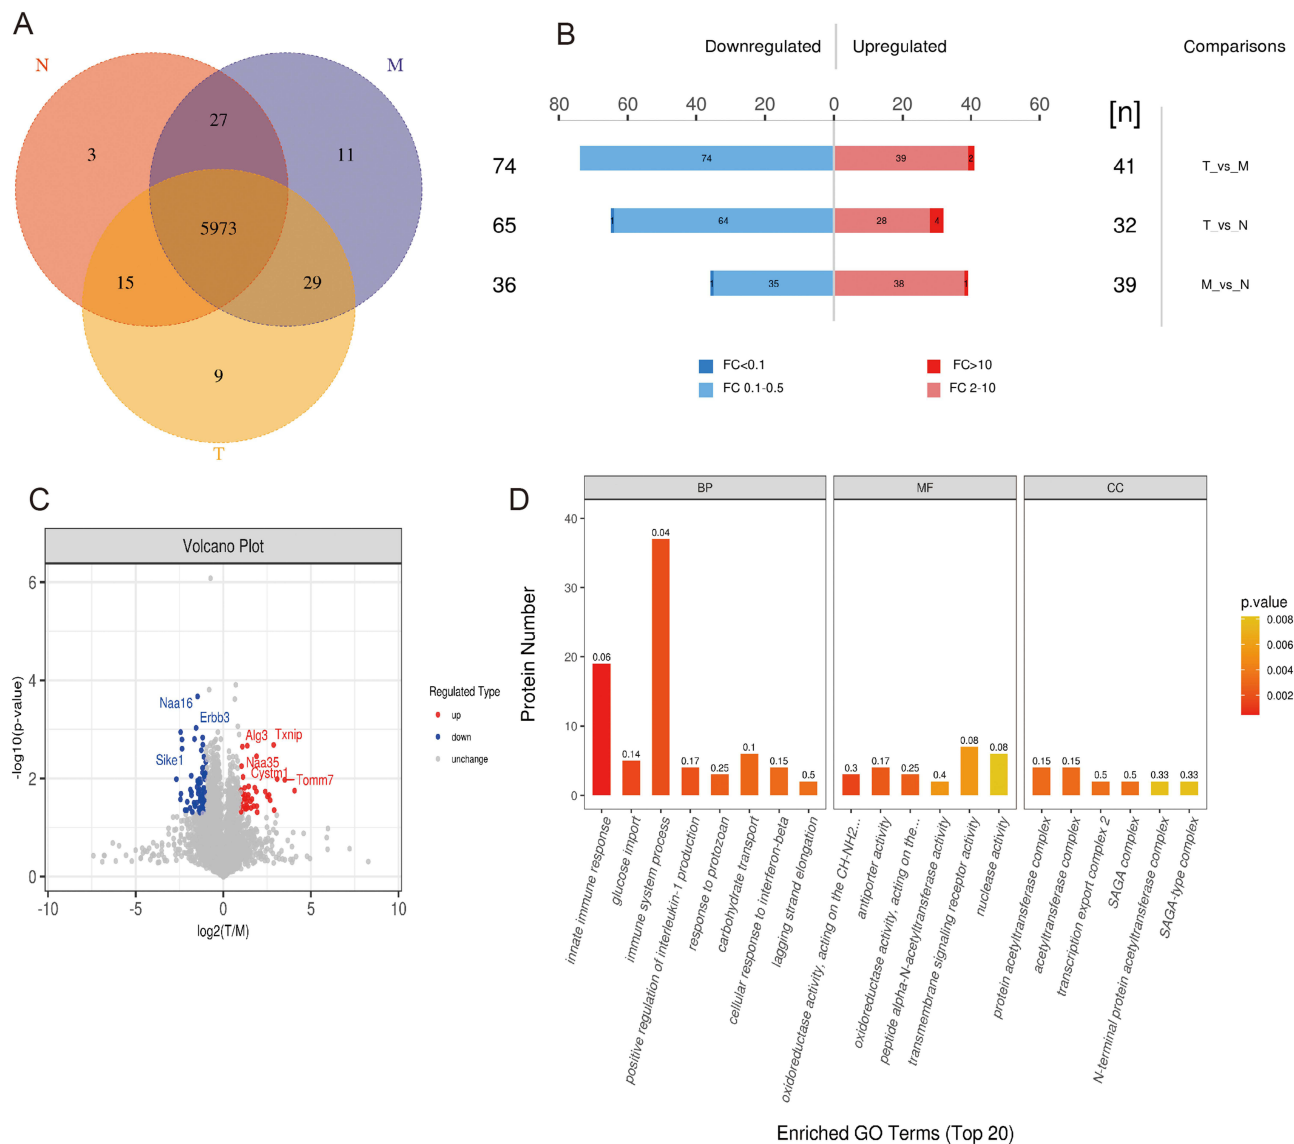 A
N
M
27
3
11
5973
15
29
9
T
B
Downregulated
Upregulated
Comparisons
80 60 40 20 0 20 40 60
[n]
74 74 39 2 41 T_vs_M
65 1 64 28 4 32 T_vs_N
36 1 35 38 1 39 M_vs_N
FC<0.1
FC>10
FC 0.1-0.5
FC 2-10
C
Volcano Plot
-log10(p-value)
6
4
2
0
Naa16
Erbb3
Sike1
Alg3
Txnip
Naa35
Cystm1
Tomm7
-10 -5 0 5 10
log2(T/M)
Regulated Type
up
down
unchange
D
BP
MF
CC
Protein Number
40
30
20
10
0
0.06
0.14
0.04
0.17
0.25
0.1
0.15
0.5
0.3
0.17
0.25
0.4
0.08
0.08
0.15
0.15
0.5
0.5
0.33
0.33
p.value
0.008
0.006
0.004
0.002
innate immune response
glucose import
immune system process
positive regulation of interleukin-1 production
response to protozoan
carbohydrate transport
cellular response to interferon-beta
lagging strand elongation
oxidoreductase activity, acting on the CH-NH2...
antiporter activity
oxidoreductase activity, acting on the...
peptide alpha-N-acetyltransferase activity
transmembrane signaling receptor activity
nuclease activity
protein acetyltransferase complex
acetyltransferase complex
transcription export complex 2
SAGA complex
N-terminal protein acetyltransferase complex
SAGA-type complex
Enriched GO Terms (Top 20)